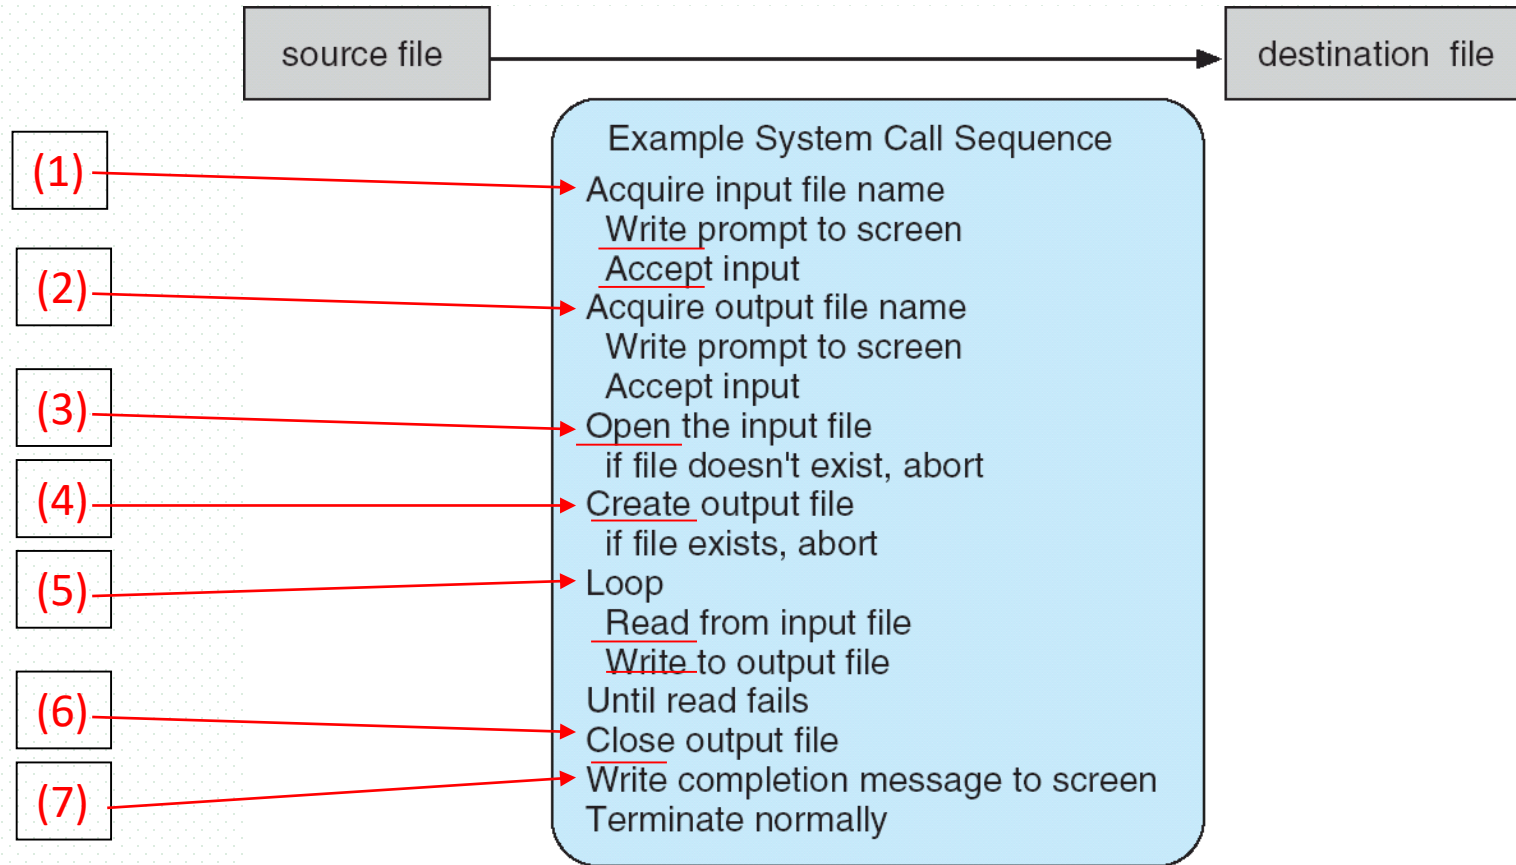 source file
destination file
Example System Call Sequence
(1)
Acquire input file name
Write prompt to screen
Accept input
(2)
Acquire output file name
Write prompt to screen
Accept input
(3)
Open the input file
if file doesn't exist, abort
(4)
Create output file
if file exists, abort
(5)
Loop
Read from input file
Write to output file
Until read fails
(6)
Close output file
(7)
Write completion message to screen
Terminate normally